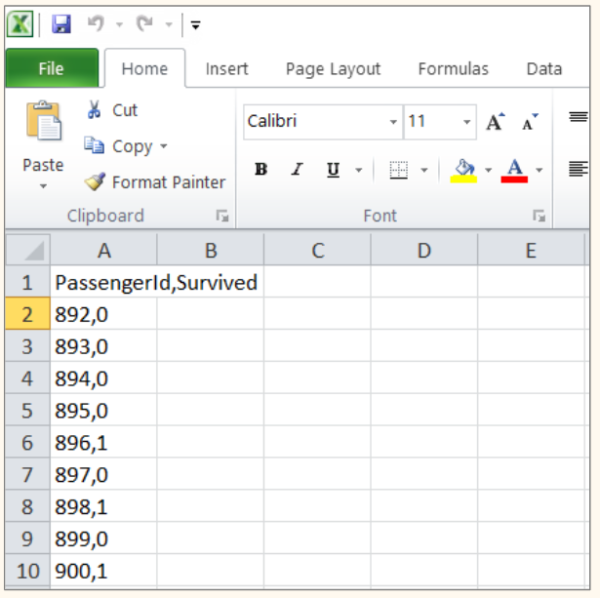 File Home Insert Page Layout Formulas Data
Cut
Calibri 11 A A
Copy
Paste
B I U A
Format Painter
Clipboard Font
A B C D E
1 PassengerId,Survived
2 892,0
3 893,0
4 894,0
5 895,0
6 896,1
7 897,0
8 898,1
9 899,0
10 900,1